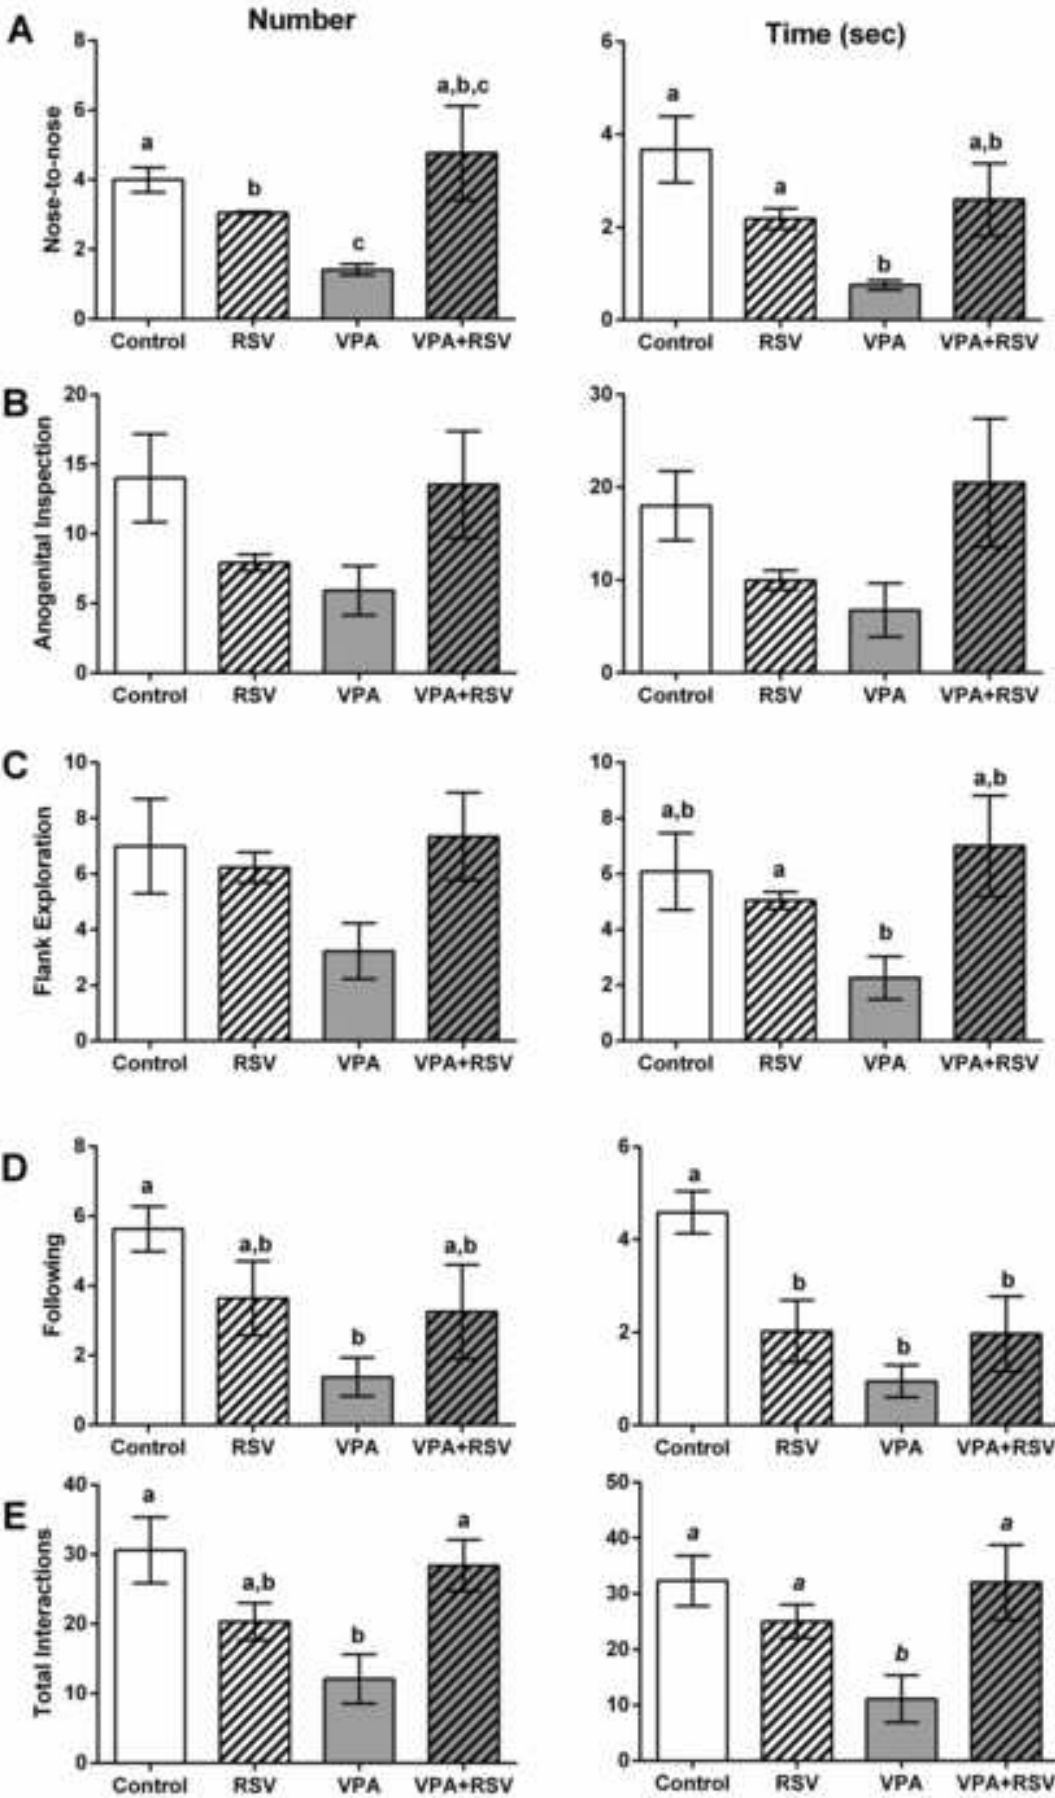 A
Number
Time (sec)
Nose-to-nose
8
6
4
2
0
a
b
c
a,b,c
Control RSV VPA VPA+RSV
6
4
2
0
a
a
b
a,b
Control RSV VPA VPA+RSV
B
Anogenital Inspection
20
15
10
5
0
Control RSV VPA VPA+RSV
30
20
10
0
Control RSV VPA VPA+RSV
C
Flank Exploration
10
8
6
4
2
0
Control RSV VPA VPA+RSV
10
8
6
4
2
0
a,b
a
b
a,b
Control RSV VPA VPA+RSV
D
Following
8
6
4
2
0
a
a,b
b
a,b
Control RSV VPA VPA+RSV
6
4
2
0
a
b
b
b
Control RSV VPA VPA+RSV
E
Total Interactions
40
30
20
10
0
a
a,b
b
a
Control RSV VPA VPA+RSV
50
40
30
20
10
0
a
a
b
a
Control RSV VPA VPA+RSV